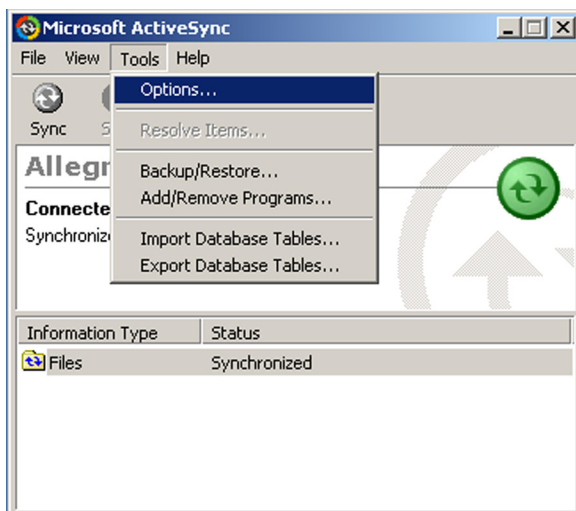 Microsoft ActiveSync
File View Tools Help
Options...
Sync
Resolve Items...
Backup/Restore...
Add/Remove Programs...
Import Database Tables...
Export Database Tables...
Information Type Status
Files Synchronized